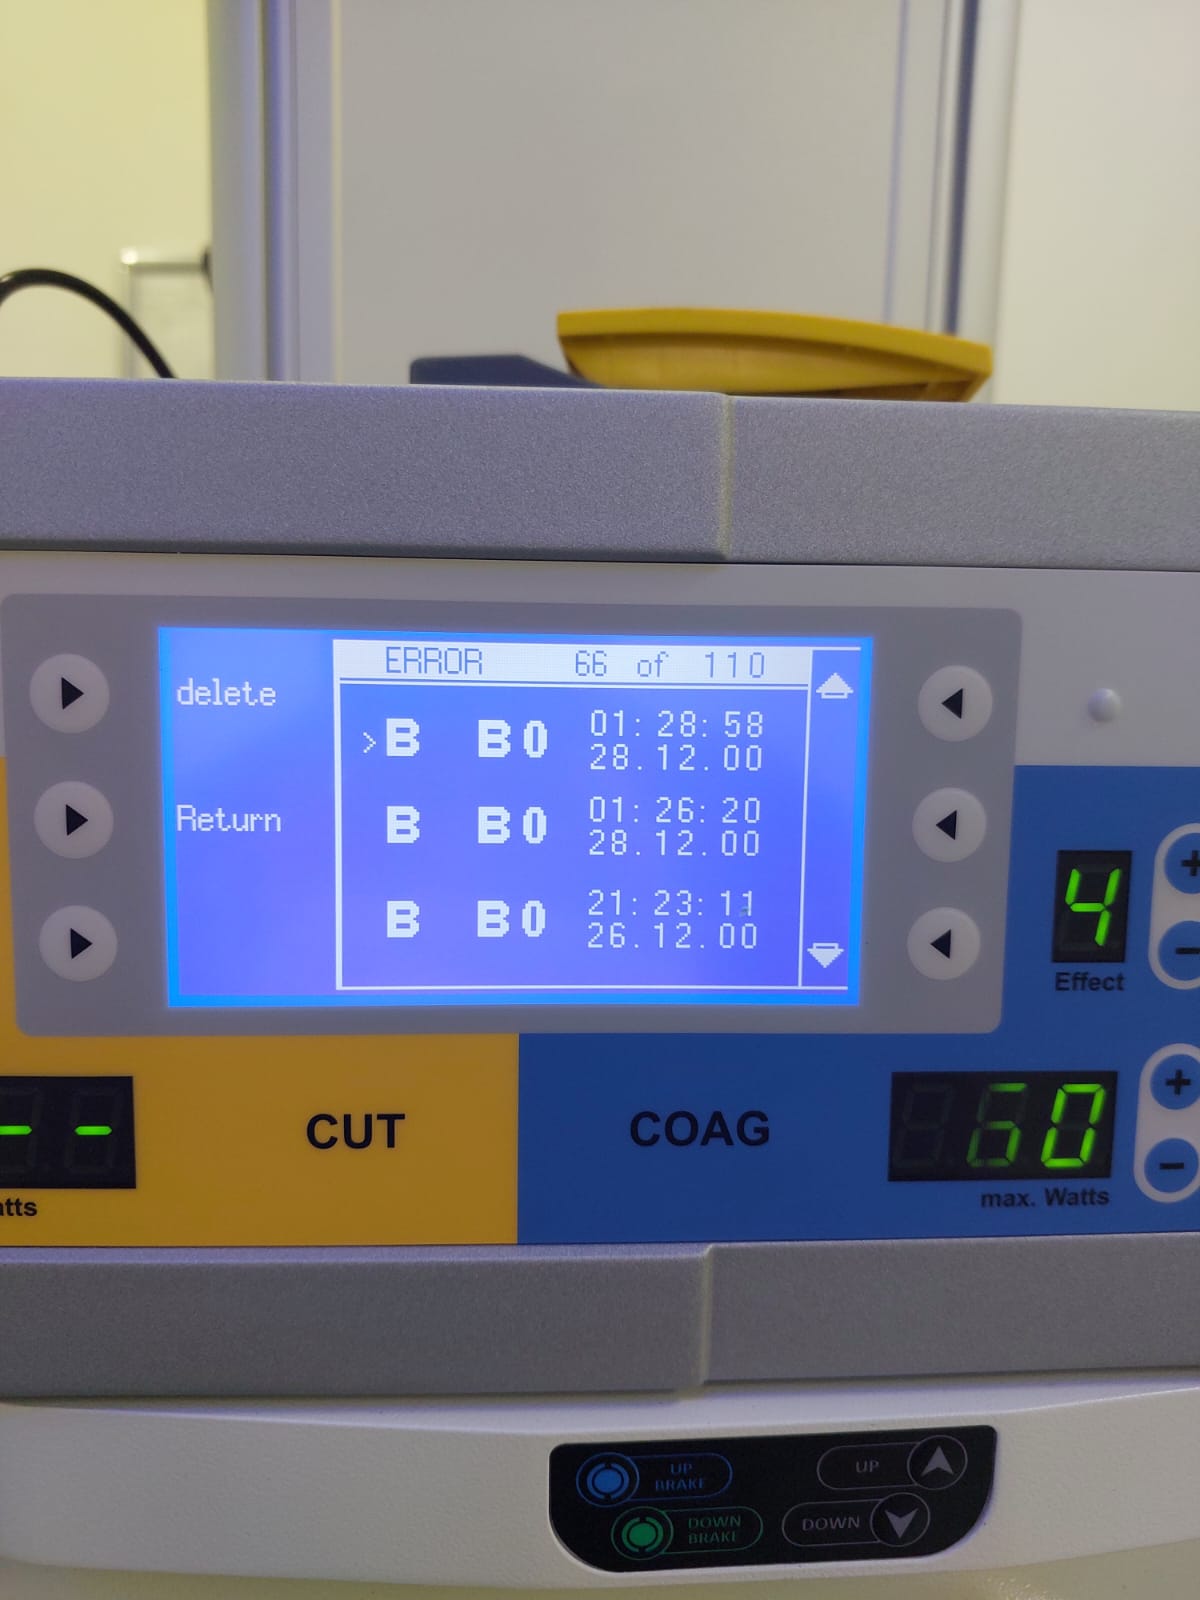 ERROR 66 of 110
delete
>B B0 01:28:58
28.12.00
B B0 01:26:20
28.12.00
Return
B B0 21:23:11
26.12.00
4
Effect
+
-
CUT
COAG
- -
60
max. Watts
+
-
UP
BRAKE
UP
DOWN
BRAKE
DOWN